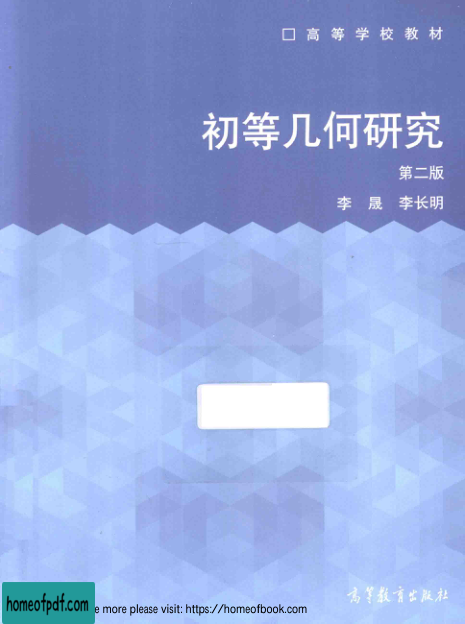 □ 高等学校教材
初等几何研究
第二版
李 晟 李长明
高等教育出版社
homeofpdf.com
e more please visit: https://homeofbook.com